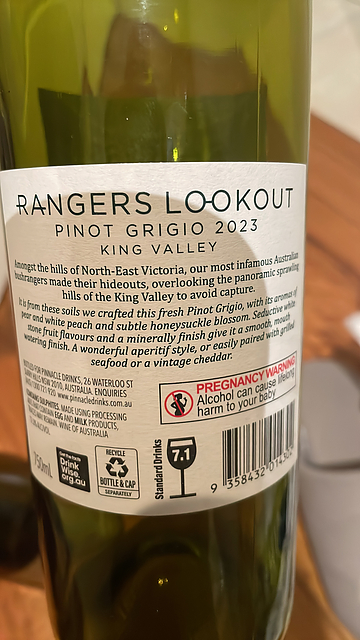 RANGERS LOOKOUT
PINOT GRIGIO 2023
KING VALLEY
Amongst the hills of North-East Victoria, our most infamous Australian
bushrangers made their hideouts, overlooking the panoramic sprawling
hills of the King Valley to avoid capture.
It is from these soils we crafted this fresh Pinot Grigio, with its aromas of
pear and white peach and subtle honeysuckle blossom. Seductive white
stone fruit flavours and a minerally finish give it a smooth, mouth
watering finish. A wonderful aperitif style, or easily paired with grilled
seafood or a vintage cheddar.
FOR PINNACLE DRINKS, 26 WATERLOO ST
HILLS NSW 2010, AUSTRALIA. ENQUIRIES
www.pinnacledrinks.com.au
SULPHITES. MADE USING PROCESSING
EGG AND MILK PRODUCTS,
WINE OF AUSTRALIA
PREGNANCY WARNING
Alcohol can cause lifelong
harm to your baby
750mL
Get the facts
Drink
Wise.
org.au
RECYCLE
BOTTLE & CAP
SEPARATELY
Standard Drinks
7.1
9 358432